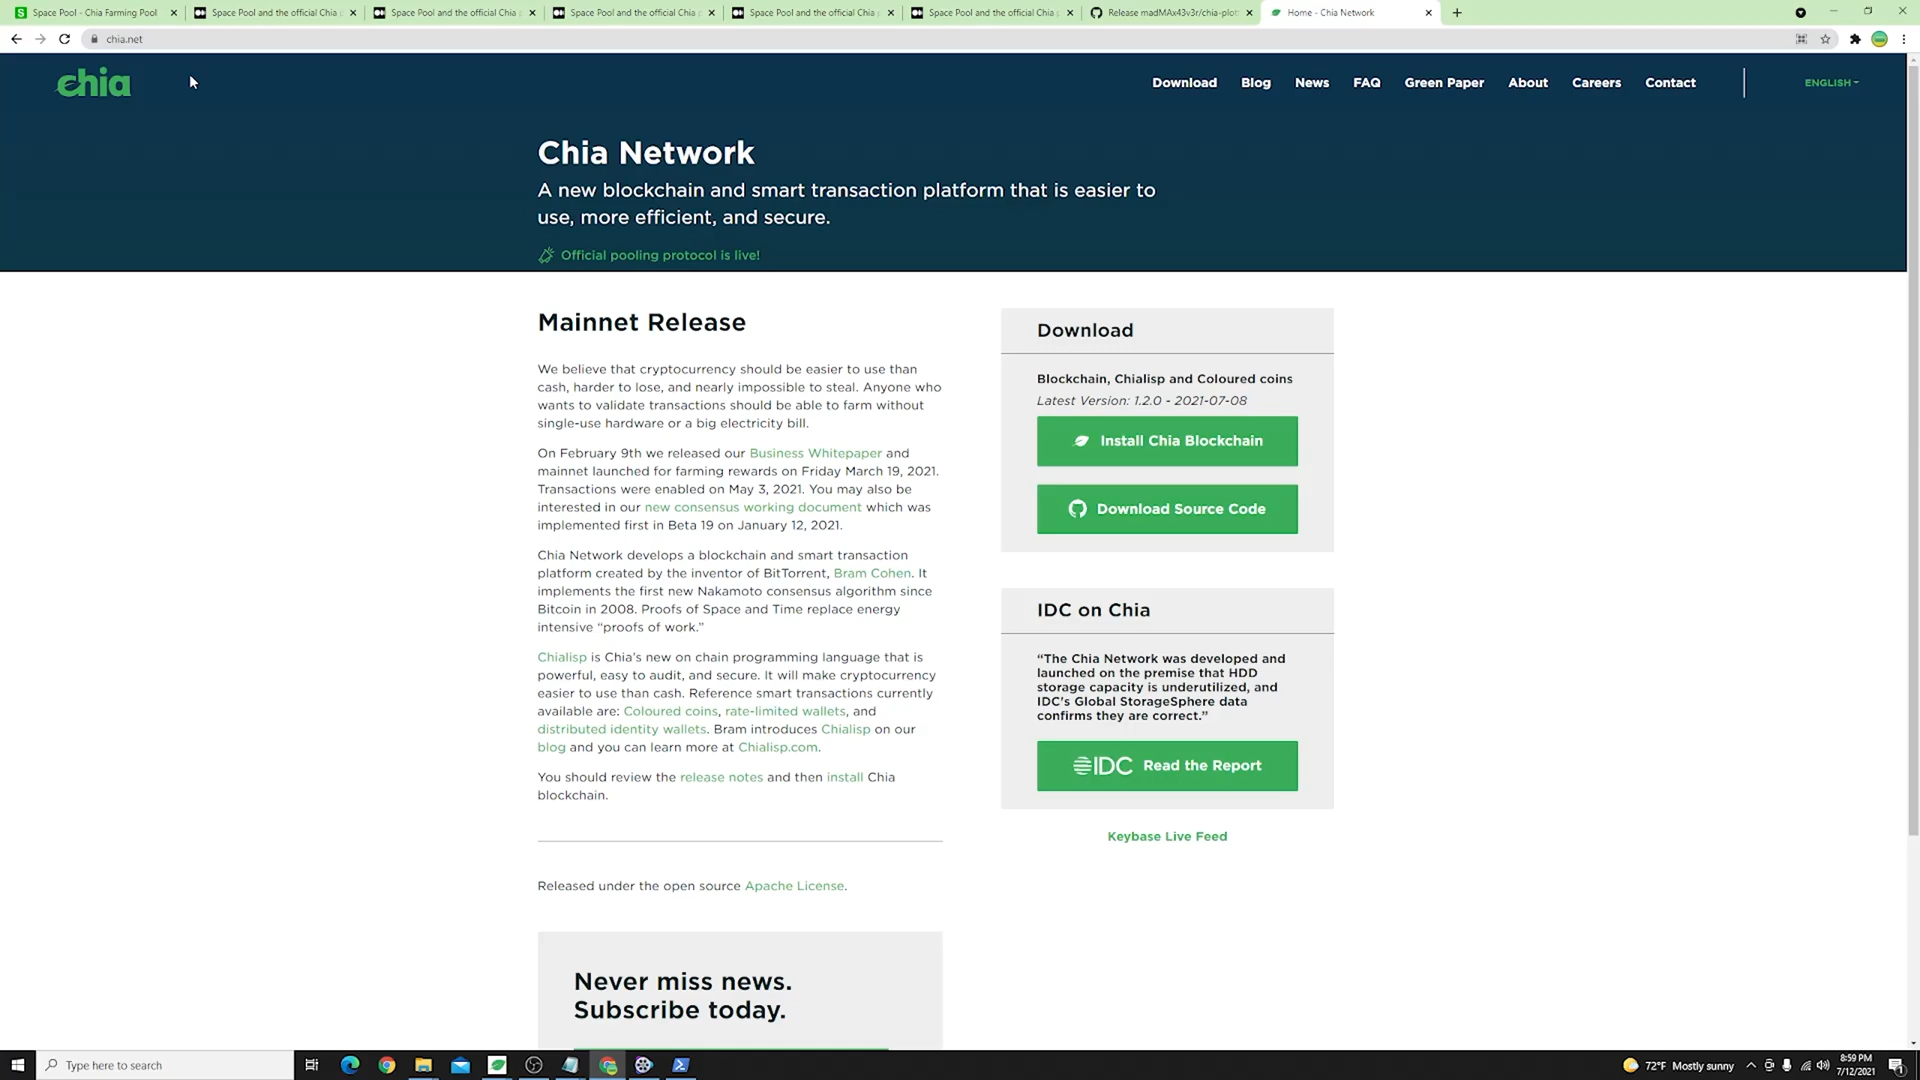 Space Pool - Chia Farming Pool
Space Pool and the official Chia p
Space Pool and the official Chia p
Space Pool and the official Chia p
Space Pool and the official Chia p
Space Pool and the official Chia p
Release madMAx43v3r/chia-plot
Home - Chia Network
chia.net
chia
Download
Blog
News
FAQ
Green Paper
About
Careers
Contact
ENGLISH
Chia Network
A new blockchain and smart transaction platform that is easier to
use, more efficient, and secure.
Official pooling protocol is live!
Mainnet Release
We believe that cryptocurrency should be easier to use than
cash, harder to lose, and nearly impossible to steal. Anyone who
wants to validate transactions should be able to farm without
single-use hardware or a big electricity bill.
On February 9th we released our Business Whitepaper and
mainnet launched for farming rewards on Friday March 19, 2021.
Transactions were enabled on May 3, 2021. You may also be
interested in our new consensus working document which was
implemented first in Beta 19 on January 12, 2021.
Chia Network develops a blockchain and smart transaction
platform created by the inventor of BitTorrent, Bram Cohen. It
implements the first new Nakamoto consensus algorithm since
Bitcoin in 2008. Proofs of Space and Time replace energy
intensive “proofs of work.”
Chialisp is Chia’s new on chain programming language that is
powerful, easy to audit, and secure. It will make cryptocurrency
easier to use than cash. Reference smart transactions currently
available are: Coloured coins, rate-limited wallets, and
distributed identity wallets. Bram introduces Chialisp on our
blog and you can learn more at Chialisp.com.
You should review the release notes and then install Chia
blockchain.
Released under the open source Apache License.
Never miss news.
Subscribe today.
Download
Blockchain, Chialisp and Coloured coins
Latest Version: 1.2.0 - 2021-07-08
Install Chia Blockchain
Download Source Code
IDC on Chia
“The Chia Network was developed and
launched on the premise that HDD
storage capacity is underutilized, and
IDC's Global StorageSphere data
confirms they are correct.”
IDC Read the Report
Keybase Live Feed
Type here to search
72°F Mostly sunny
8:59 PM
7/12/2021